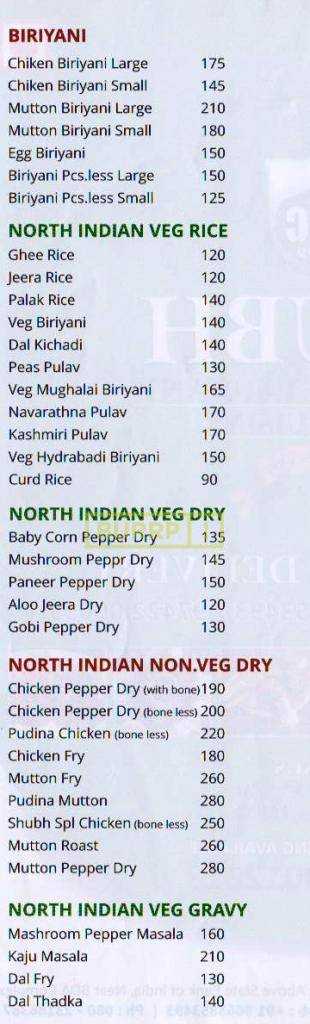 BIRIYANI
Chiken Biriyani Large 175
Chiken Biriyani Small 145
Mutton Biriyani Large 210
Mutton Biriyani Small 180
Egg Biriyani 150
Biriyani Pcs.less Large 150
Biriyani Pcs.less Small 125
NORTH INDIAN VEG RICE
Ghee Rice 120
Jeera Rice 120
Palak Rice 140
Veg Biriyani 140
Dal Kichadi 140
Peas Pulav 130
Veg Mughalai Biriyani 165
Navarathna Pulav 170
Kashmiri Pulav 170
Veg Hydrabadi Biriyani 150
Curd Rice 90
NORTH INDIAN VEG DRY
BURRP!
Baby Corn Pepper Dry 135
Mushroom Peppr Dry 145
Paneer Pepper Dry 150
Aloo Jeera Dry 120
Gobi Pepper Dry 130
NORTH INDIAN NON.VEG DRY
Chicken Pepper Dry (with bone) 190
Chicken Pepper Dry (bone less) 200
Pudina Chicken (bone less) 220
Chicken Fry 180
Mutton Fry 260
Pudina Mutton 280
Shubh Spl Chicken (bone less) 250
Mutton Roast 260
Mutton Pepper Dry 280
NORTH INDIAN VEG GRAVY
Mashroom Pepper Masala 160
Kaju Masala 210
Dal Fry 130
Dal Thadka 140